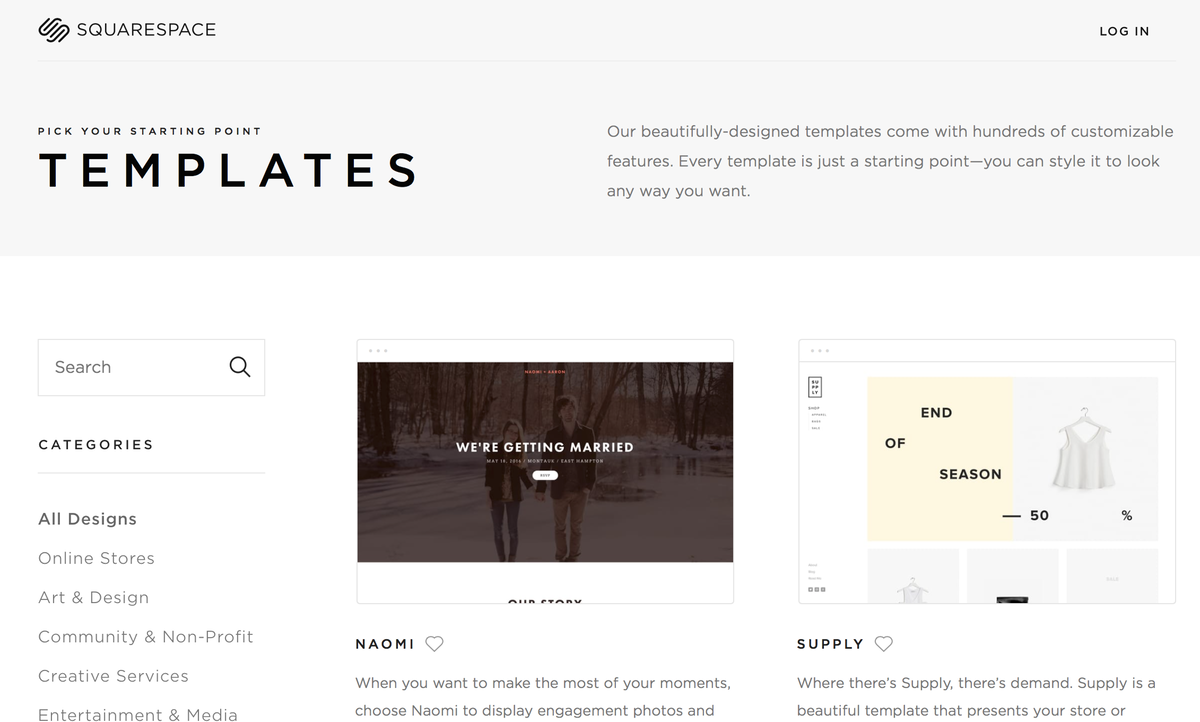 SQUARESPACE
LOG IN
PICK YOUR STARTING POINT
TEMPLATES
Our beautifully-designed templates come with hundreds of customizable
features. Every template is just a starting point—you can style it to look
any way you want.
Search
CATEGORIES
All Designs
Online Stores
Art & Design
Community & Non-Profit
Creative Services
Entertainment & Media
NAOMI + AARON
WE'RE GETTING MARRIED
MAY 18, 2016 / MONTAUK / EAST HAMPTON
OUR STORY
NAOMI
When you want to make the most of your moments,
choose Naomi to display engagement photos and
SU
PP
LY
SHOP
SALE
END
OF
SEASON
— 50 %
SALE
SUPPLY
Where there’s Supply, there’s demand. Supply is a
beautiful template that presents your store or